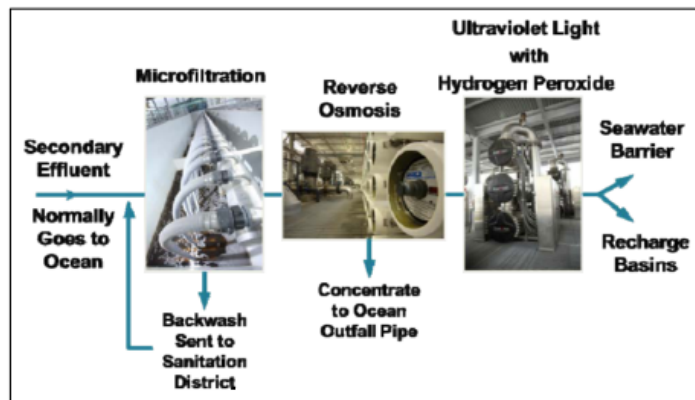 Ultraviolet Light
with
Hydrogen Peroxide
Microfiltration
Reverse
Osmosis
Secondary
Effluent
Normally
Goes to
Ocean
Seawater
Barrier
Recharge
Basins
Backwash
Sent to
Sanitation
District
Concentrate
to Ocean
Outfall Pipe